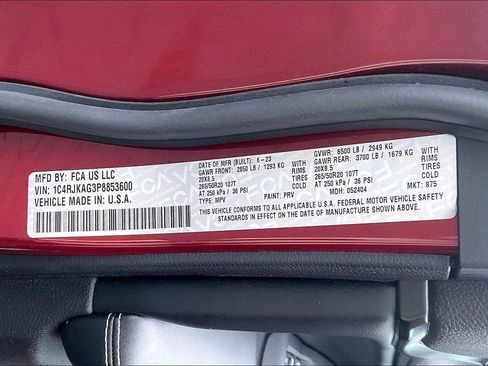 MFD BY: FCA US LLC
VIN: 1C4RJKAG3P8853600
VEHICLE MADE IN: U.S.A.
DATE OF MFR (BUILT): 6-23
GAWR FRONT: 2850 LB / 1293 KG
20X8.5 RIMS WITH
265/50R20 107T TIRES
AT 250 kPa / 36 PSI COLD
TYPE: MPV PAINT: PRV
GVWR: 6500 LB / 2949 KG
GAWR REAR: 3700 LB / 1679 KG
20X8.5 RIMS WITH
265/50R20 107T TIRES
AT 250 kPa / 36 PSI COLD
MDH: 052404 MKT: 875
THIS VEHICLE CONFORMS TO ALL APPLICABLE U.S.A. FEDERAL MOTOR VEHICLE SAFETY
STANDARDS IN EFFECT ON THE DATE OF MANUFACTURE SHOWN ABOVE.